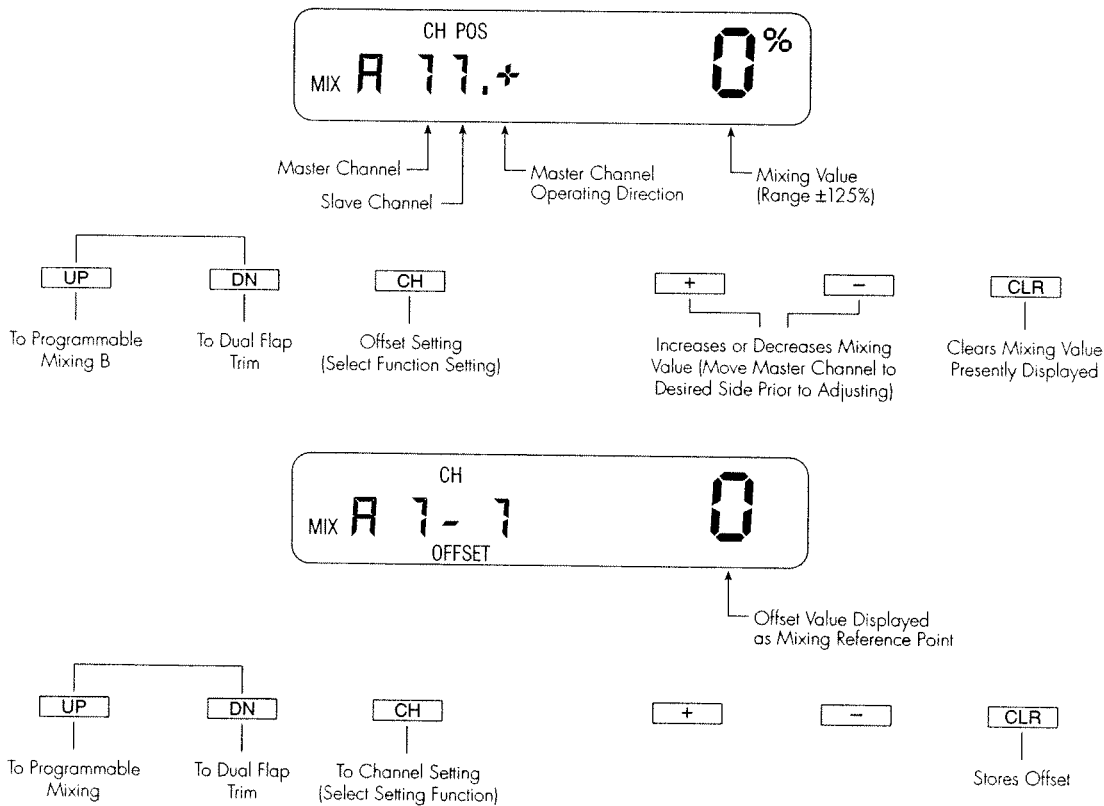 CH POS
MIX A 11.+ 0%
Master Channel
Slave Channel
Master Channel
Operating Direction
Mixing Value
(Range ±125%)
UP DN CH + − CLR
To Programmable
Mixing B
To Dual Flap
Trim
Offset Setting
(Select Function Setting)
Increases or Decreases Mixing
Value (Move Master Channel to
Desired Side Prior to Adjusting)
Clears Mixing Value
Presently Displayed
CH
MIX A 1- 1 0
OFFSET
Offset Value Displayed
as Mixing Reference Point
UP DN CH + − CLR
To Programmable
Mixing
To Dual Flap
Trim
To Channel Setting
(Select Setting Function)
Stores Offset